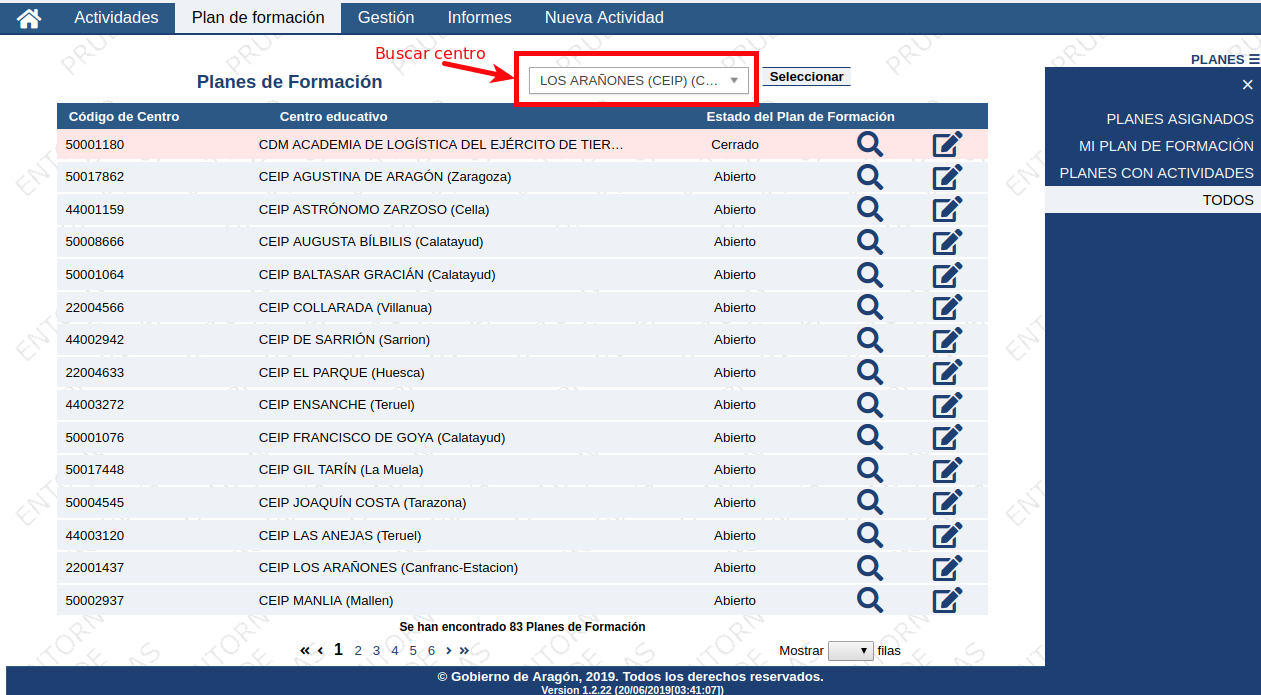 Actividades Plan de formación Gestión Informes Nueva Actividad
Buscar centro
PLANES
Planes de Formación LOS ARAÑONES (CEIP) (C... Seleccionar
×
Código de Centro Centro educativo Estado del Plan de Formación
PLANES ASIGNADOS
50001180 CDM ACADEMIA DE LOGÍSTICA DEL EJÉRCITO DE TIER... Cerrado
MI PLAN DE FORMACIÓN
50017862 CEIP AGUSTINA DE ARAGÓN (Zaragoza) Abierto
PLANES CON ACTIVIDADES
TODOS
44001159 CEIP ASTRÓNOMO ZARZOSO (Cella) Abierto
50008666 CEIP AUGUSTA BÍLBILIS (Calatayud) Abierto
50001064 CEIP BALTASAR GRACIÁN (Calatayud) Abierto
22004566 CEIP COLLARADA (Villanua) Abierto
44002942 CEIP DE SARRIÓN (Sarrion) Abierto
22004633 CEIP EL PARQUE (Huesca) Abierto
44003272 CEIP ENSANCHE (Teruel) Abierto
50001076 CEIP FRANCISCO DE GOYA (Calatayud) Abierto
50017448 CEIP GIL TARÍN (La Muela) Abierto
50004545 CEIP JOAQUÍN COSTA (Tarazona) Abierto
44003120 CEIP LAS ANEJAS (Teruel) Abierto
22001437 CEIP LOS ARAÑONES (Canfranc-Estacion) Abierto
50002937 CEIP MANLIA (Mallen) Abierto
Se han encontrado 83 Planes de Formación
« ‹ 1 2 3 4 5 6 › » Mostrar filas
© Gobierno de Aragón, 2019. Todos los derechos reservados.
Version 1.2.22 (20/06/2019[03:41:07])